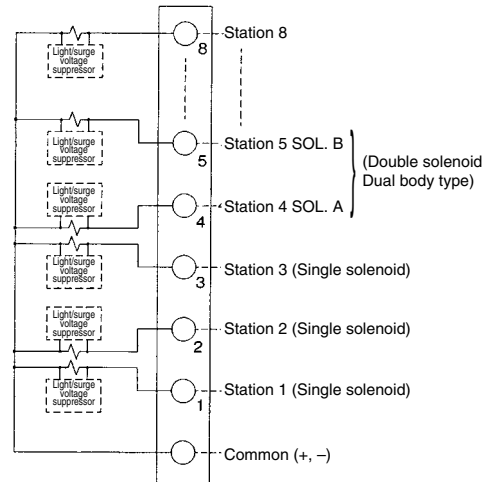 8
Station 8
Light/surge
voltage
suppressor
Light/surge
voltage
suppressor
5
Station 5 SOL. B
(Double solenoid
Dual body type)
Light/surge
voltage
suppressor
4
Station 4 SOL. A
3
Station 3 (Single solenoid)
Light/surge
voltage
suppressor
Light/surge
voltage
suppressor
2
Station 2 (Single solenoid)
1
Station 1 (Single solenoid)
Light/surge
voltage
suppressor
Common (+, –)